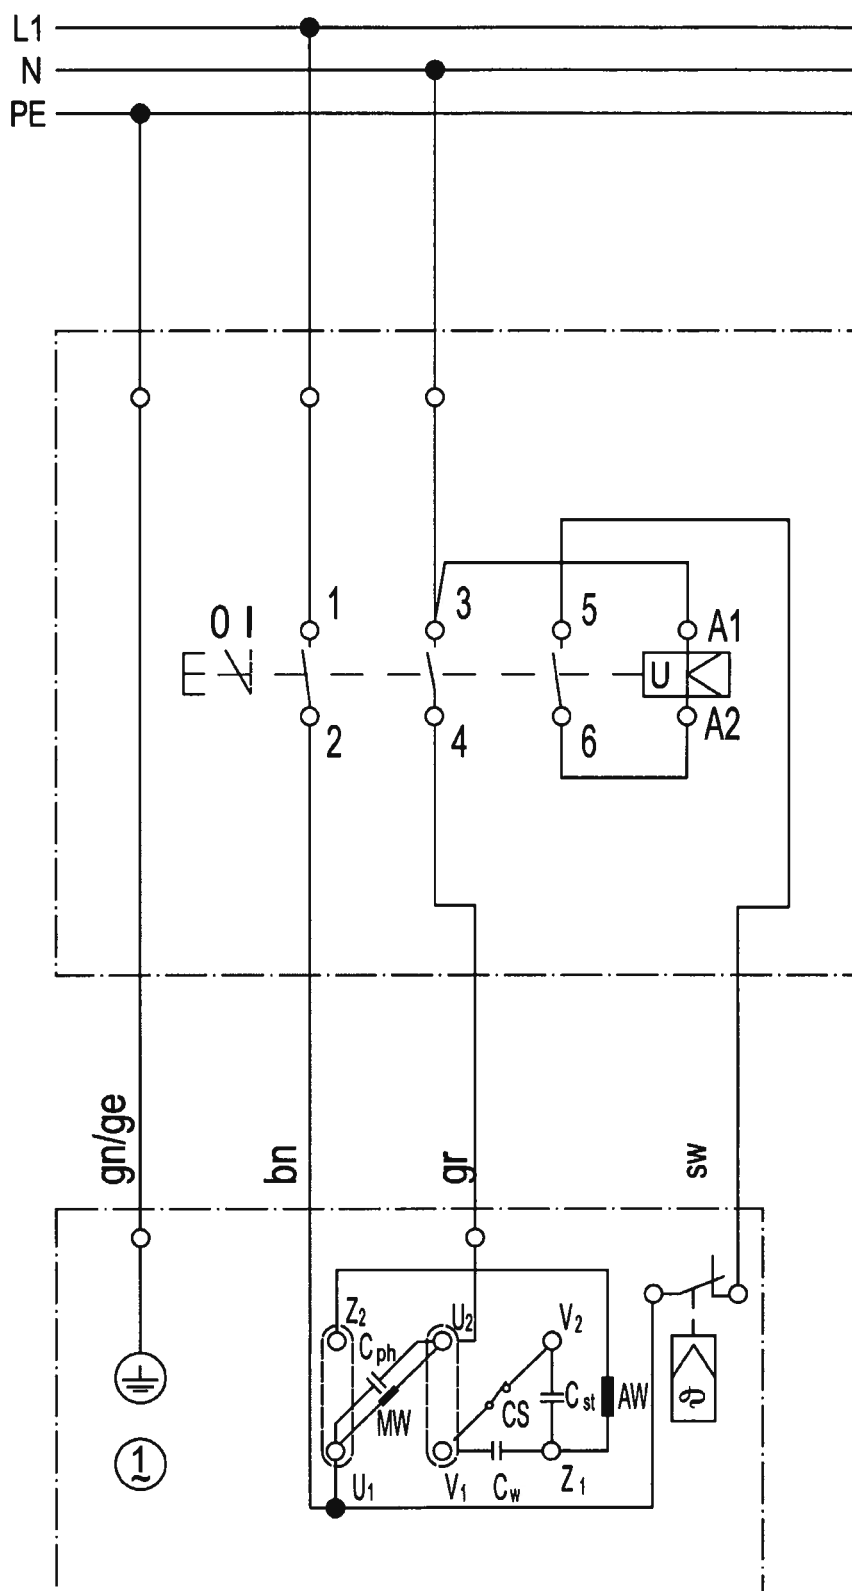 L1
N
PE
0 I
1
3
5
A1
U
2
4
6
A2
gn/ge
bn
gr
sw
Z2
U2
V2
Cph
MW
CS
Cst
AW
ϑ
U1
V1
Cw
Z1
1